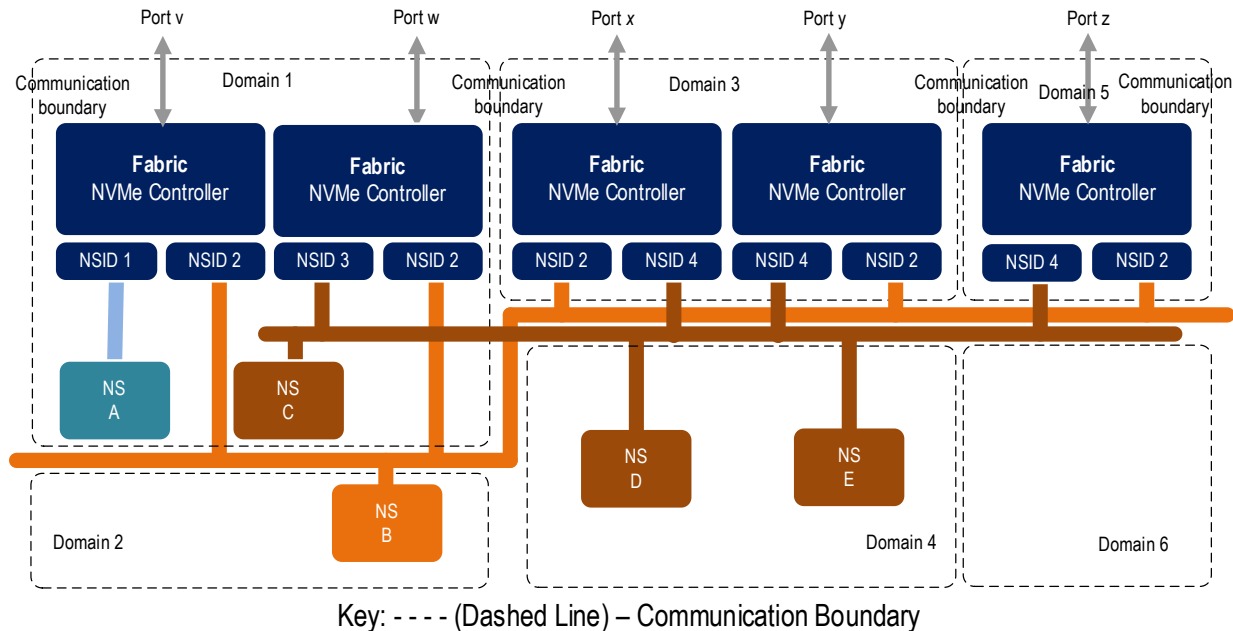 Port v
Port w
Port x
Port y
Port z
Communication
boundary
Domain 1
Communication
boundary
Domain 3
Communication
boundary
Domain 5
Communication
boundary
Fabric
NVMe Controller
Fabric
NVMe Controller
Fabric
NVMe Controller
Fabric
NVMe Controller
Fabric
NVMe Controller
NSID 1
NSID 2
NSID 3
NSID 2
NSID 2
NSID 4
NSID 4
NSID 2
NSID 4
NSID 2
NS
A
NS
C
NS
D
NS
E
NS
B
Domain 2
Domain 4
Domain 6
Key: - - - - (Dashed Line) – Communication Boundary